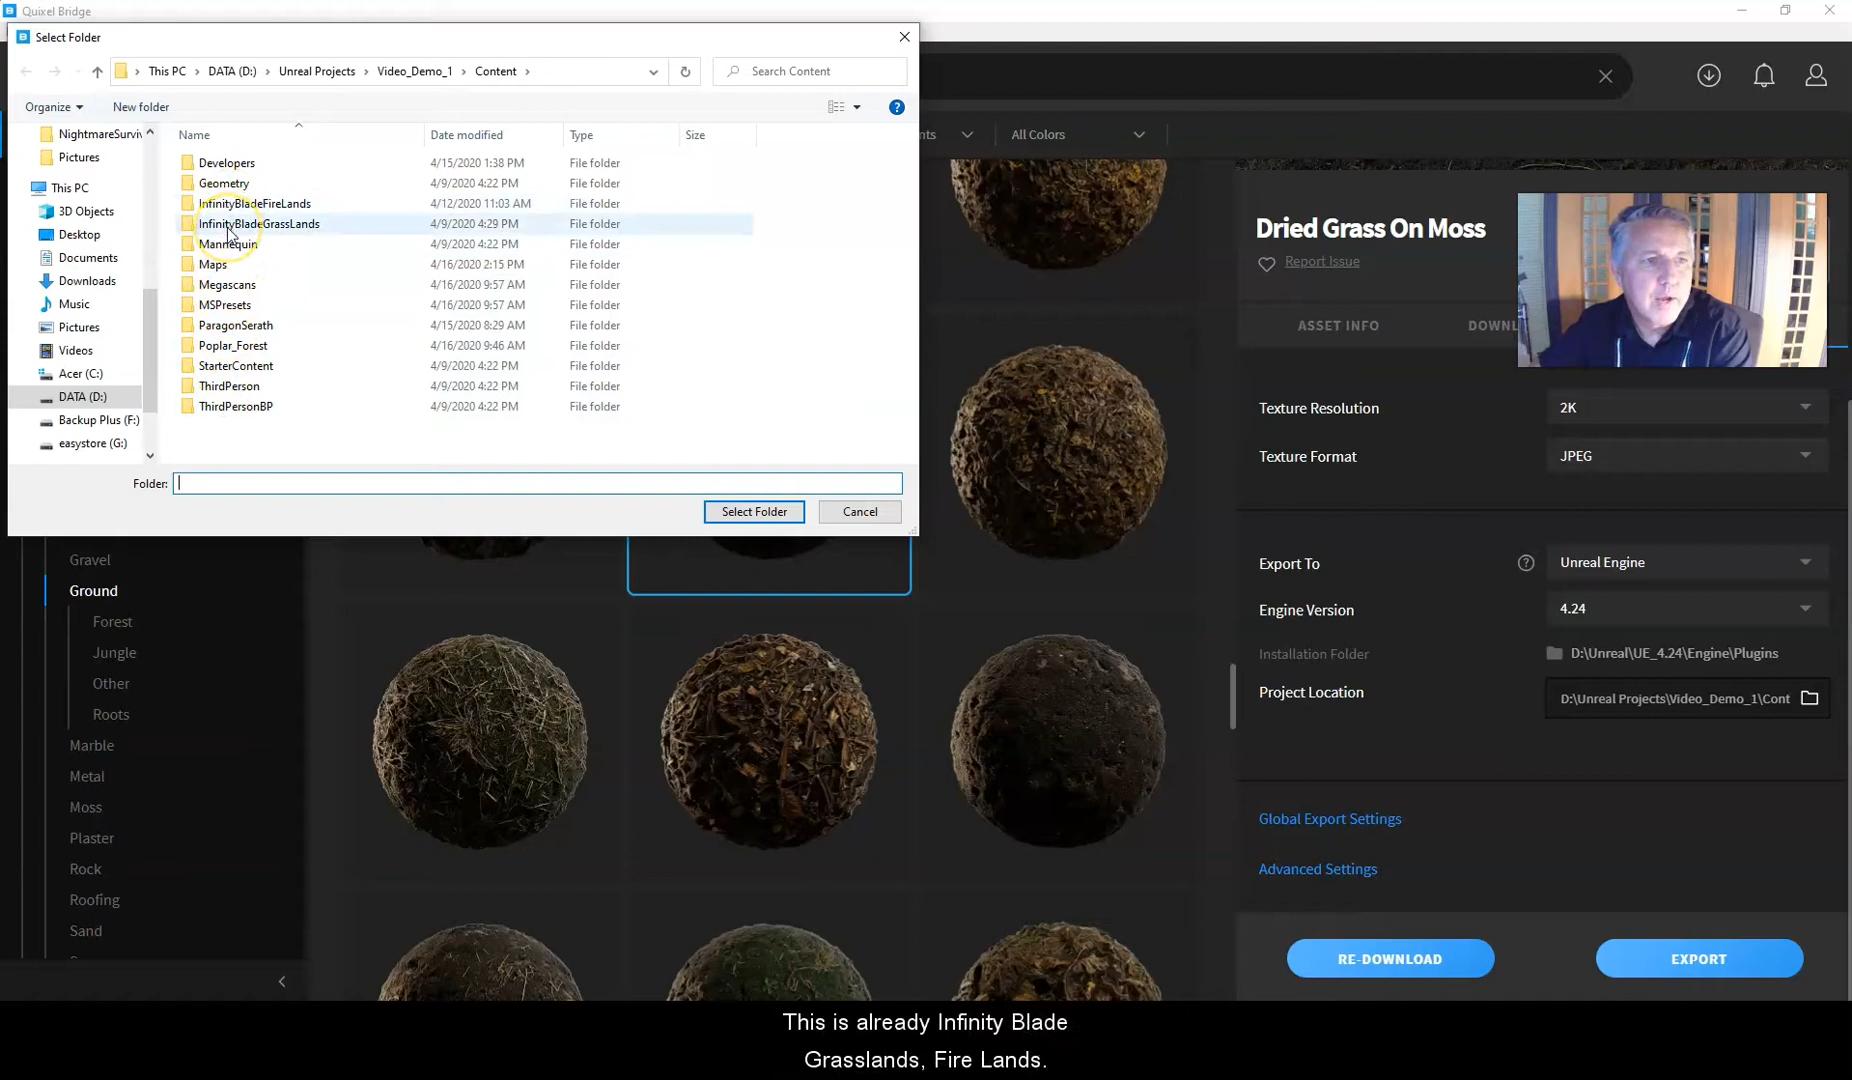 Quixel Bridge
Select Folder
This PC > DATA (D:) > Unreal Projects > Video_Demo_1 > Content >
Search Content
Organize
New folder
Name
Date modified
Type
Size
NightmareSurviv
Pictures
This PC
3D Objects
Desktop
Documents
Downloads
Music
Pictures
Videos
Acer (C:)
DATA (D:)
Backup Plus (F:)
easystore (G:)
Developers 4/15/2020 1:38 PM File folder
Geometry 4/9/2020 4:22 PM File folder
InfinityBladeFireLands 4/12/2020 11:03 AM File folder
InfinityBladeGrassLands 4/9/2020 4:29 PM File folder
Mannequin 4/9/2020 4:22 PM File folder
Maps 4/16/2020 2:15 PM File folder
Megascans 4/16/2020 9:57 AM File folder
MSPresets 4/16/2020 9:57 AM File folder
ParagonSerath 4/15/2020 8:29 AM File folder
Poplar_Forest 4/16/2020 9:46 AM File folder
StarterContent 4/9/2020 4:22 PM File folder
ThirdPerson 4/9/2020 4:22 PM File folder
ThirdPersonBP 4/9/2020 4:22 PM File folder
Folder:
Select Folder
Cancel
nts
All Colors
Gravel
Ground
Forest
Jungle
Other
Roots
Marble
Metal
Moss
Plaster
Rock
Roofing
Sand
Dried Grass On Moss
Report Issue
ASSET INFO
DOWNL
Texture Resolution 2K
Texture Format JPEG
Export To ? Unreal Engine
Engine Version 4.24
Installation Folder D:\Unreal\UE_4.24\Engine\Plugins
Project Location D:\Unreal Projects\Video_Demo_1\Cont
Global Export Settings
Advanced Settings
RE-DOWNLOAD
EXPORT
This is already Infinity Blade
Grasslands, Fire Lands.